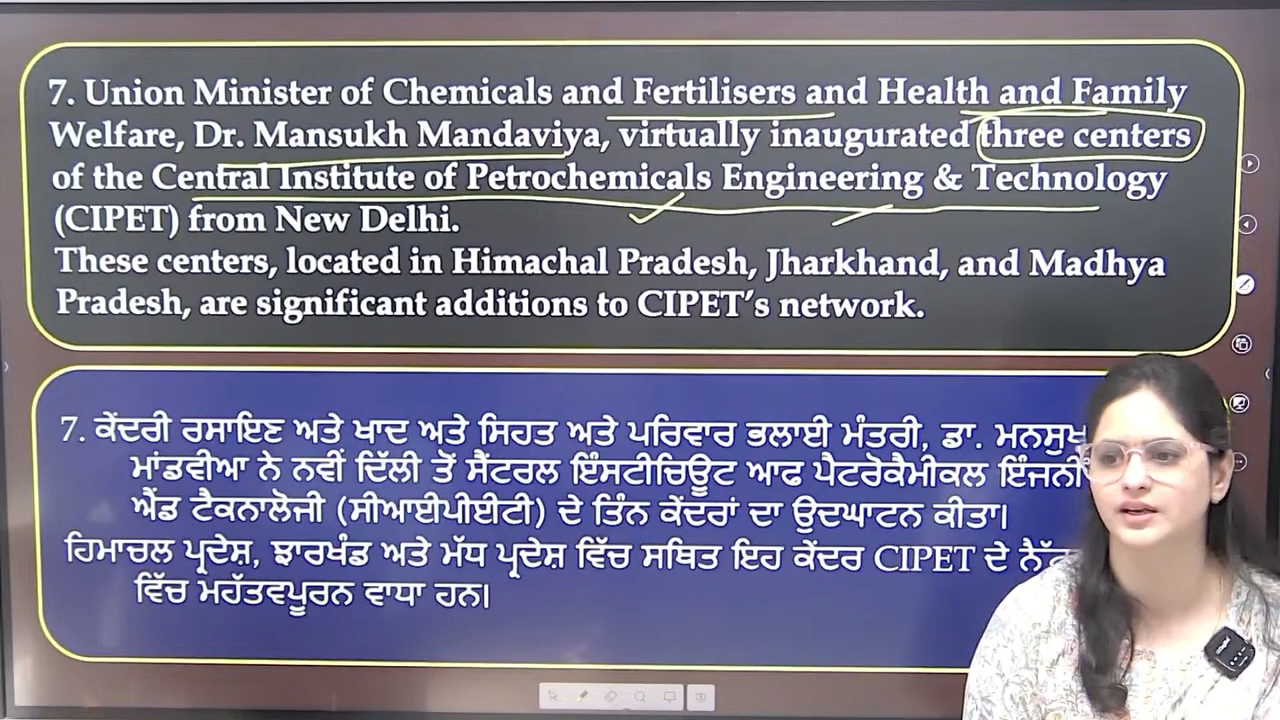 7. Union Minister of Chemicals and Fertilisers and Health and Family
Welfare, Dr. Mansukh Mandaviya, virtually inaugurated three centers
of the Central Institute of Petrochemicals Engineering & Technology
(CIPET) from New Delhi.
These centers, located in Himachal Pradesh, Jharkhand, and Madhya
Pradesh, are significant additions to CIPET's network.
7. ਕੇਂਦਰੀ ਰਸਾਇਣ ਅਤੇ ਖਾਦ ਅਤੇ ਸਿਹਤ ਅਤੇ ਪਰਿਵਾਰ ਭਲਾਈ ਮੰਤਰੀ, ਡਾ. ਮਨਸੁਖ
ਮਾਂਡਵੀਆ ਨੇ ਨਵੀਂ ਦਿੱਲੀ ਤੋਂ ਸੈਂਟਰਲ ਇੰਸਟੀਚਿਊਟ ਆਫ ਪੈਟਰੋਕੈਮੀਕਲ
ਐਂਡ ਟੈਕਨਾਲੋਜੀ (ਸੀਆਈਪੀਈਟੀ) ਦੇ ਤਿੰਨ ਕੇਂਦਰਾਂ ਦਾ ਉਦਘਾਟਨ ਕੀਤਾ।
ਹਿਮਾਚਲ ਪ੍ਰਦੇਸ਼, ਝਾਰਖੰਡ ਅਤੇ ਮੱਧ ਪ੍ਰਦੇਸ਼ ਵਿੱਚ ਸਥਿਤ ਇਹ ਕੇਂਦਰ CIPET ਦੇ
ਵਿੱਚ ਮਹੱਤਵਪੂਰਨ ਵਾਧਾ ਹਨ।